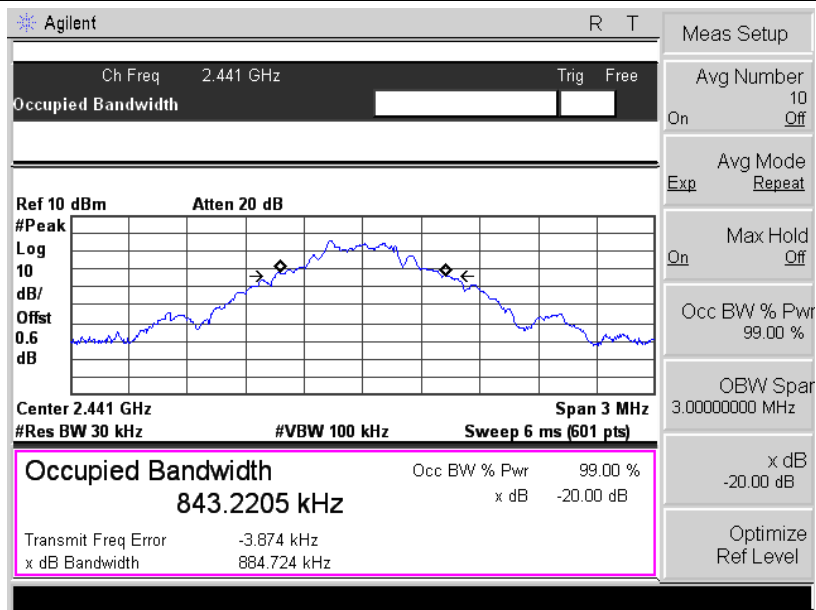 Agilent R T
Ch Freq 2.441 GHz Trig Free
Occupied Bandwidth
Ref 10 dBm Atten 20 dB
#Peak
Log
10
dB/
Offst
0.6
dB
Center 2.441 GHz Span 3 MHz
#Res BW 30 kHz #VBW 100 kHz Sweep 6 ms (601 pts)
Occupied Bandwidth
843.2205 kHz
Occ BW % Pwr 99.00 %
x dB -20.00 dB
Transmit Freq Error -3.874 kHz
x dB Bandwidth 884.724 kHz
Meas Setup
Avg Number
10
On Off
Avg Mode
Exp Repeat
Max Hold
On Off
Occ BW % Pwr
99.00 %
OBW Span
3.00000000 MHz
x dB
-20.00 dB
Optimize
Ref Level